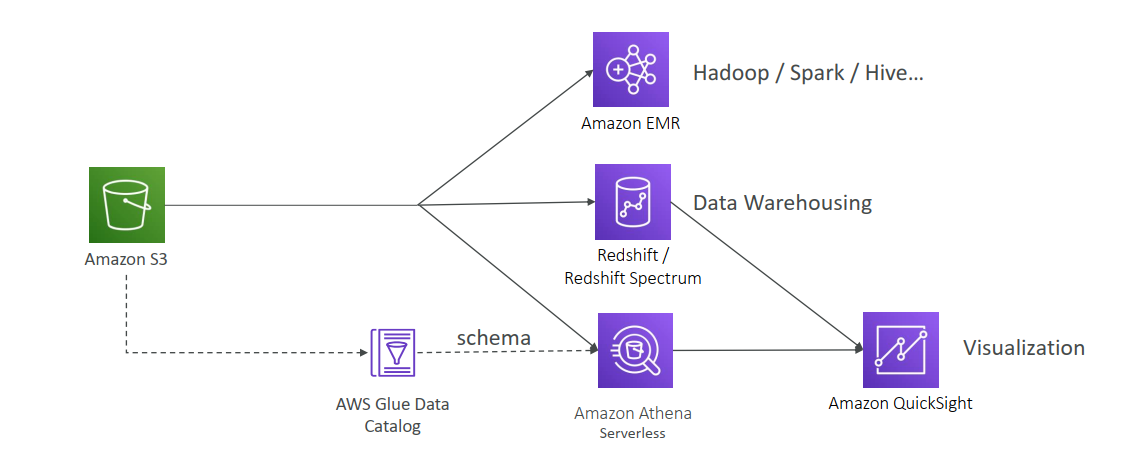 Hadoop / Spark / Hive...
Amazon EMR
Data Warehousing
Amazon S3
Redshift /
Redshift Spectrum
schema
Visualization
AWS Glue Data
Catalog
Amazon Athena
Serverless
Amazon QuickSight